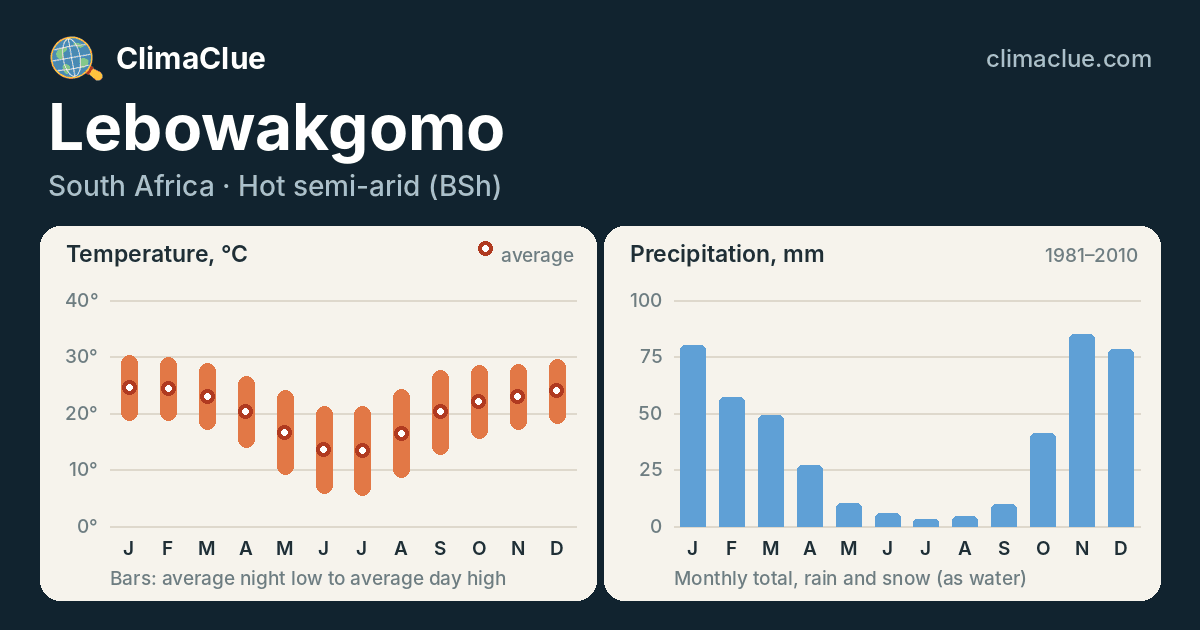 ClimaClue
climaclue.com
Lebowakgomo
South Africa · Hot semi-arid (BSh)
Temperature, °C
average
40°
30°
20°
10°
0°
J F M A M J J A S O N D
Bars: average night low to average day high
Precipitation, mm
1981–2010
100
75
50
25
0
J F M A M J J A S O N D
Monthly total, rain and snow (as water)